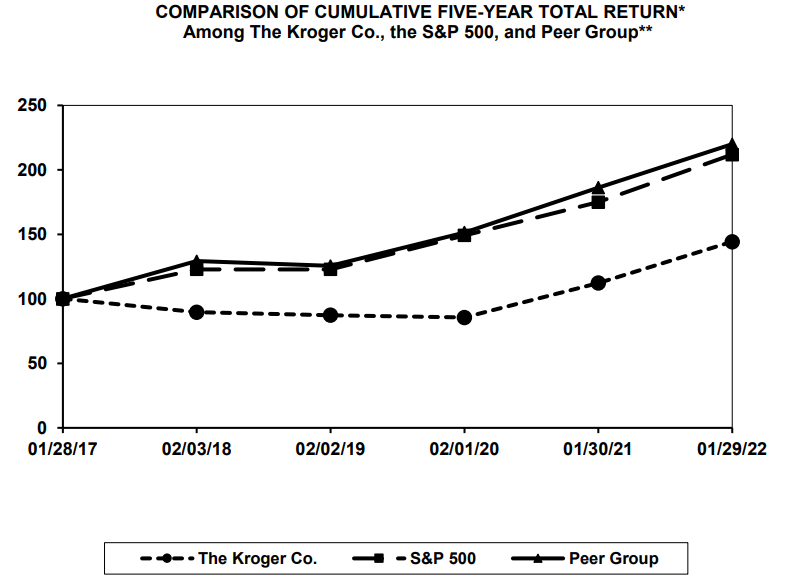 COMPARISON OF CUMULATIVE FIVE-YEAR TOTAL RETURN*
Among The Kroger Co., the S&P 500, and Peer Group**
250
200
150
100
50
0
01/28/17 02/03/18 02/02/19 02/01/20 01/30/21 01/29/22
The Kroger Co. S&P 500 Peer Group